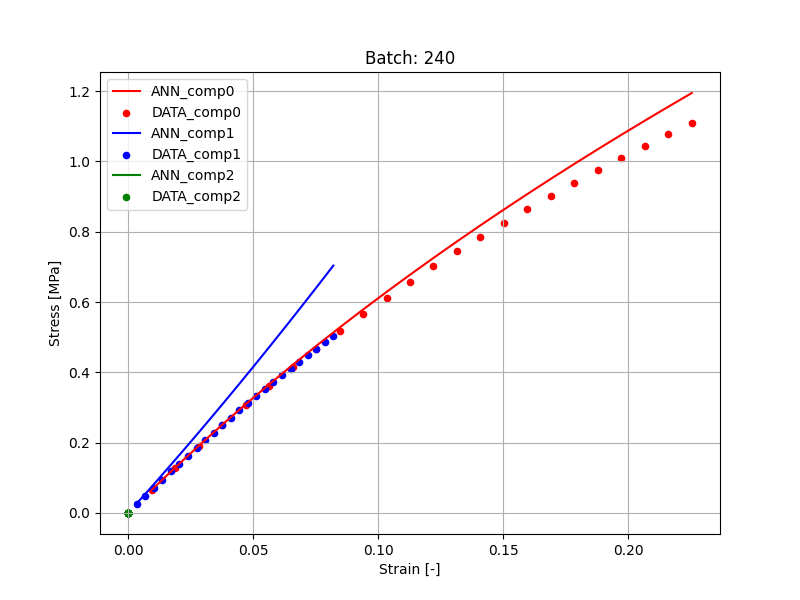 Batch: 240
ANN_comp0
DATA_comp0
ANN_comp1
DATA_comp1
ANN_comp2
DATA_comp2
1.2
1.0
0.8
0.6
0.4
0.2
0.0
Stress [MPa]
0.00
0.05
0.10
0.15
0.20
Strain [-]